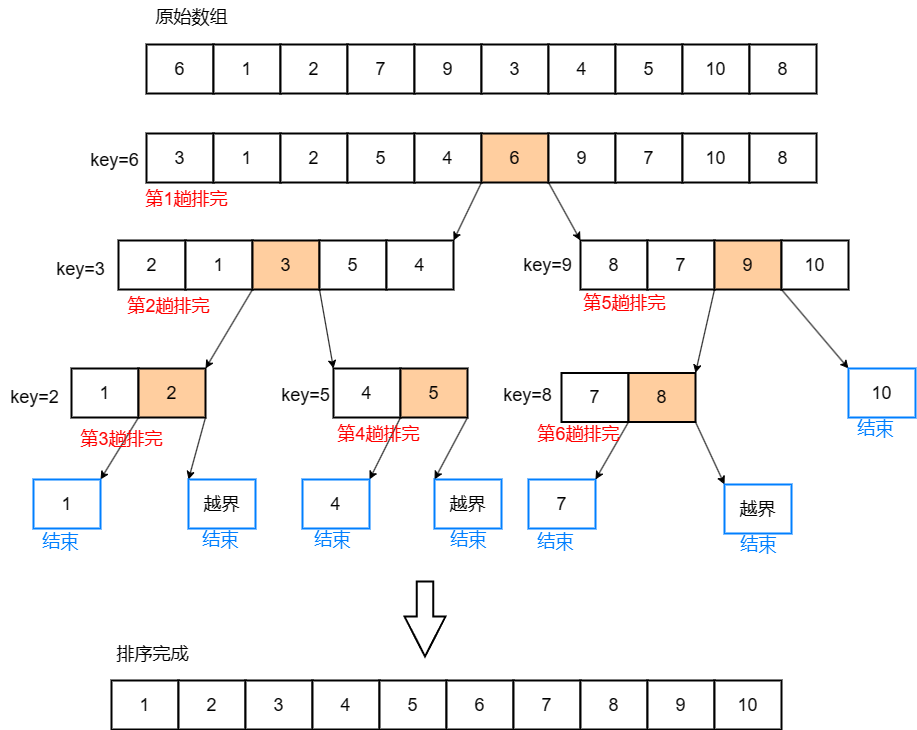 原始数组
6 1 2 7 9 3 4 5 10 8
key=6 3 1 2 5 4 6 9 7 10 8
第1趟排完
key=3 2 1 3 5 4
key=9 8 7 9 10
第2趟排完
第5趟排完
key=2 1 2
key=5 4 5
key=8 7 8
10
结束
第3趟排完
第4趟排完
第6趟排完
1
越界
4
越界
7
越界
结束
结束
结束
结束
结束
结束
排序完成
1 2 3 4 5 6 7 8 9 10